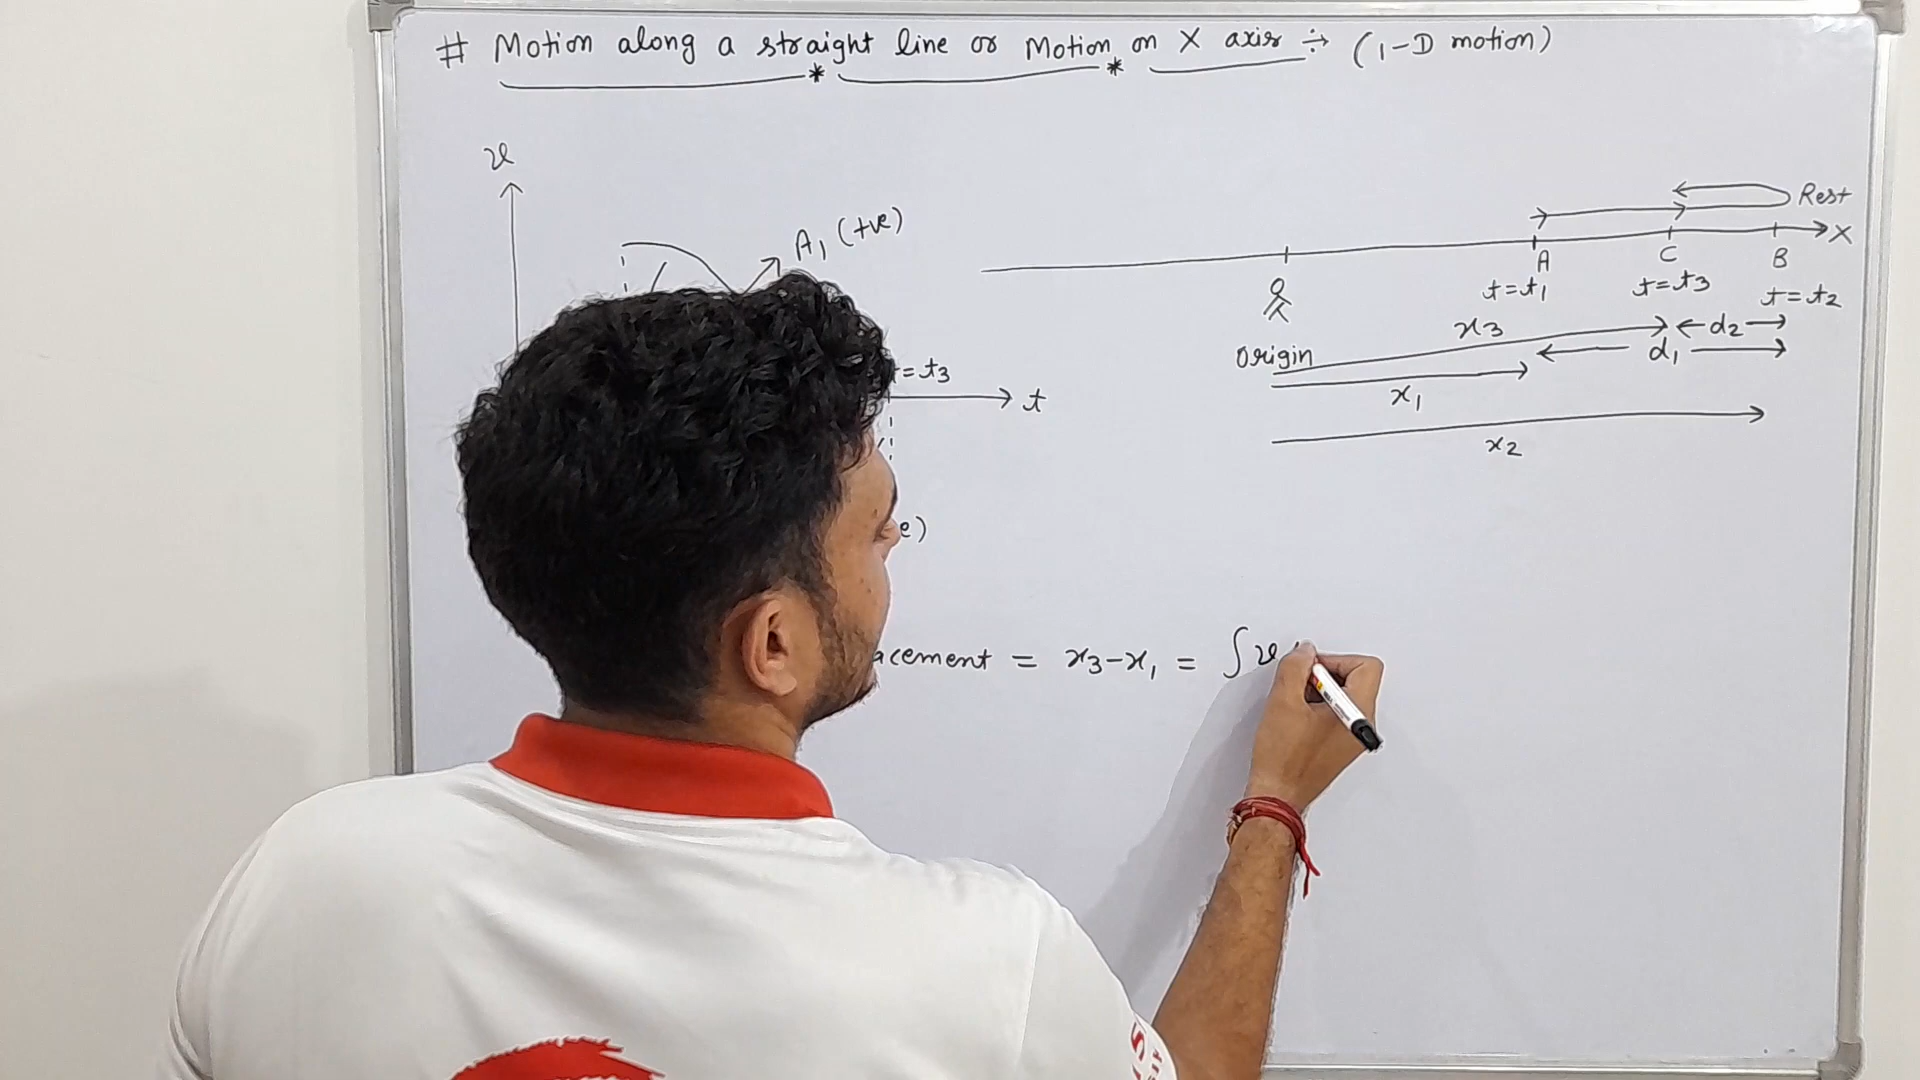 # Motion along a straight line or Motion on X axis ÷ (1-D motion)
v
A₁ (+ve)
Rest
X
A
C
B
t=t₁
t=t₃
t=t₂
x₃
d₂
Origin
d₁
= t₃
t
x₁
x₂
e)
acement = x₃-x₁ = ∫v